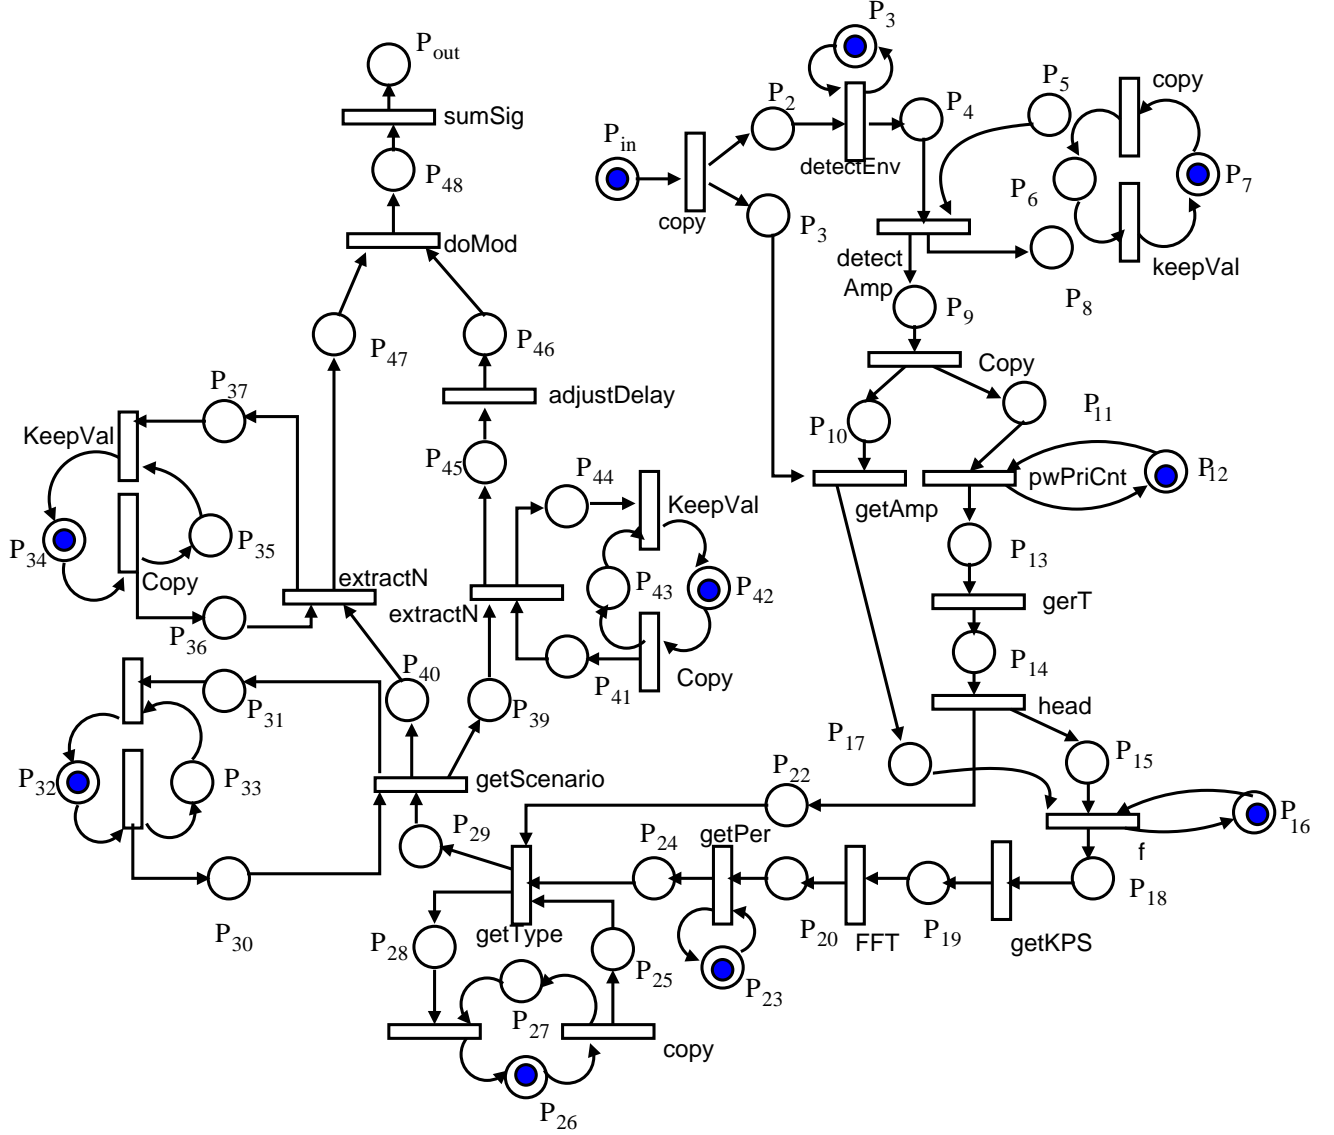 P3
Pout
P5
copy
P2
P4
sumSig
Pin
detectEnv
P48
P6
P7
copy
P3
doMod
detect
Amp
keepVal
P8
P9
P47
P46
Copy
P37
adjustDelay
P11
P10
KeepVal
P45
P44
pwPriCnt
P12
KeepVal
getAmp
P34
P35
P13
Copy
extractN
P43
P42
gerT
extractN
P36
P14
P40
P41
Copy
P31
P39
head
P17
P15
P32
P33
getScenario
P22
P29
getPer
P24
P16
f
P18
P30
P28
getType
P20
FFT
P19
getKPS
P25
P23
P27
copy
P26